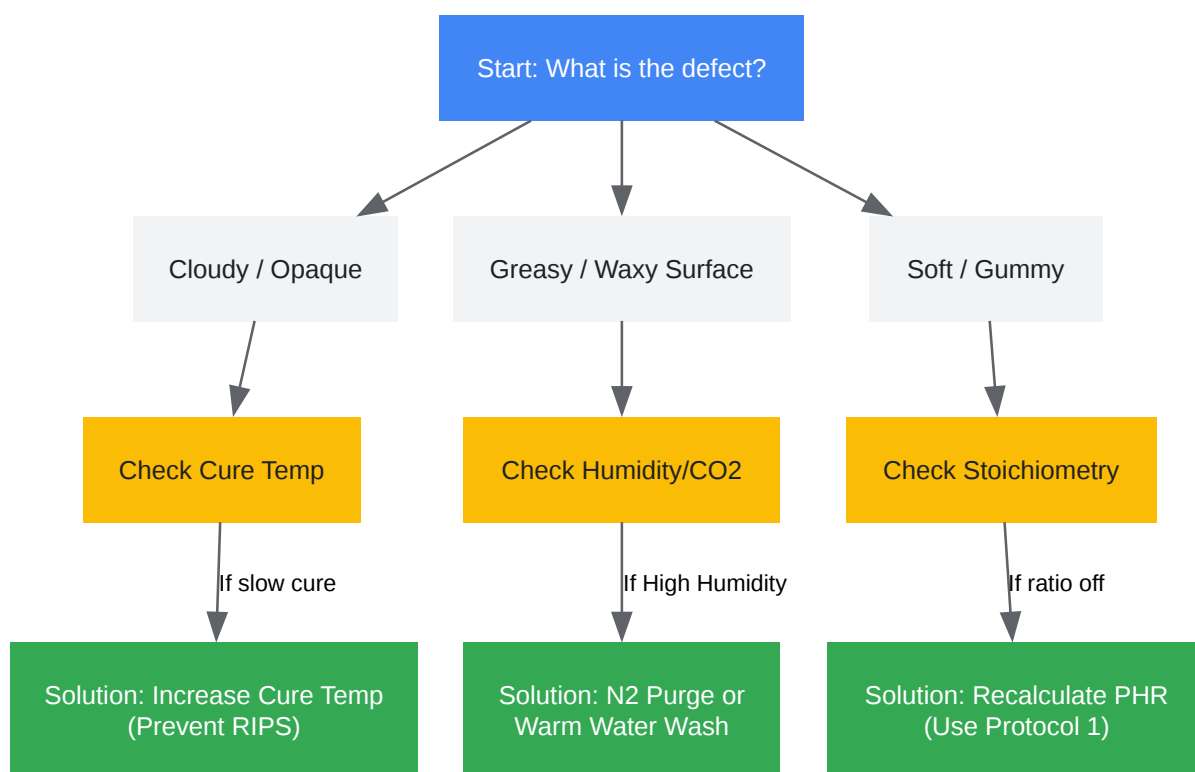 Start: What is the defect?
Cloudy / Opaque
Greasy / Waxy Surface
Soft / Gummy
Check Cure Temp
Check Humidity/CO2
Check Stoichiometry
If slow cure
If High Humidity
If ratio off
Solution: Increase Cure Temp
(Prevent RIPS)
Solution: N2 Purge or
Warm Water Wash
Solution: Recalculate PHR
(Use Protocol 1)